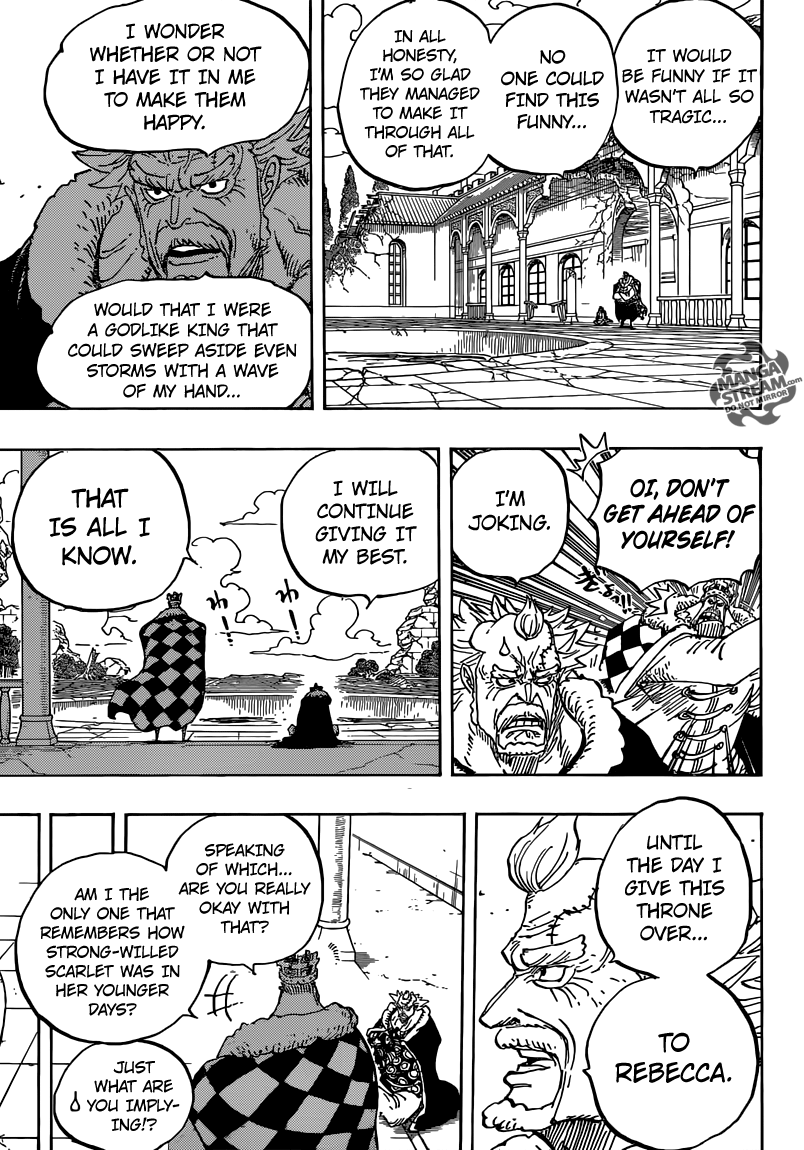 IT WOULD
BE FUNNY IF IT
WASN'T ALL SO
TRAGIC...
NO
ONE COULD
FIND THIS
FUNNY...
IN ALL
HONESTY,
I'M SO GLAD
THEY MANAGED
TO MAKE IT
THROUGH ALL
OF THAT.
I WONDER
WHETHER OR NOT
I HAVE IT IN ME
TO MAKE THEM
HAPPY.
WOULD THAT I WERE
A GODLIKE KING THAT
COULD SWEEP ASIDE EVEN
STORMS WITH A WAVE
OF MY HAND...
MANGA
STREAM.com
DO NOT MIRROR
OI, DON'T
GET AHEAD OF
YOURSELF!
I'M
JOKING.
I WILL
CONTINUE
GIVING IT
MY BEST.
THAT
IS ALL I
KNOW.
UNTIL
THE DAY I
GIVE THIS
THRONE
OVER...
TO
REBECCA.
SPEAKING
OF WHICH...
ARE YOU REALLY
OKAY WITH
THAT?
AM I THE
ONLY ONE THAT
REMEMBERS HOW
STRONG-WILLED
SCARLET WAS IN
HER YOUNGER
DAYS?
JUST
WHAT ARE
YOU IMPLY-
ING!?